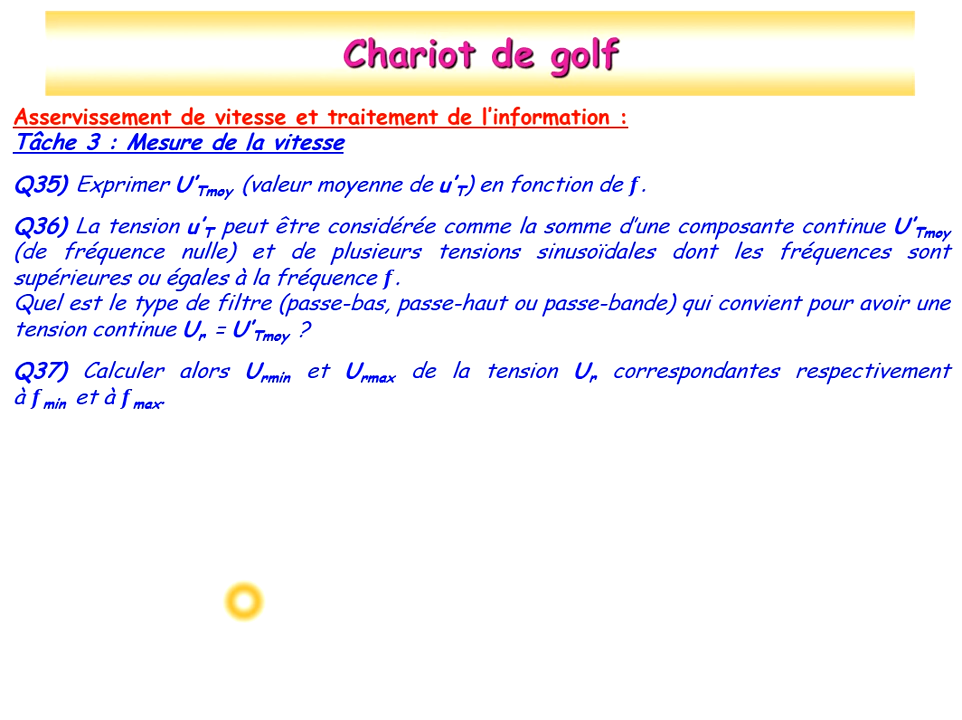 Chariot de golf
Asservissement de vitesse et traitement de l'information :
Tâche 3 : Mesure de la vitesse
Q35) Exprimer U'Tmoy (valeur moyenne de u'T) en fonction de f.
Q36) La tension u'T peut être considérée comme la somme d'une composante continue U'Tmoy
(de fréquence nulle) et de plusieurs tensions sinusoïdales dont les fréquences sont
supérieures ou égales à la fréquence f.
Quel est le type de filtre (passe-bas, passe-haut ou passe-bande) qui convient pour avoir une
tension continue Ur = U'Tmoy ?
Q37) Calculer alors Urmin et Urmax de la tension Ur correspondantes respectivement
à fmin et à fmax.